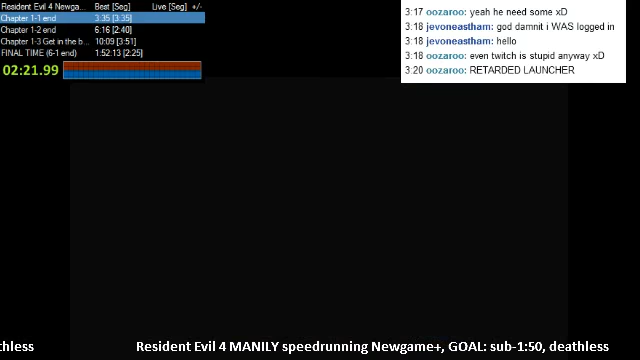 Resident Evil 4 Newga... Best [Seg] Live [Seg] +/-
Chapter 1-1 end 3:35 [3:35]
Chapter 1-2 end 6:16 [2:40]
Chapter 1-3 Get in the b... 10:09 [3:51]
FINAL TIME (6-1 end) 1:52:13 [2:25]
02:21.99
3:17 oozaroo: yeah he need some xD
3:18 jevoneastham: god damnit i WAS logged in
3:18 jevoneastham: hello
3:18 oozaroo: even twitch is stupid anyway xD
3:20 oozaroo: RETARDED LAUNCHER
thless Resident Evil 4 MANILY speedrunning Newgame+, GOAL: sub-1:50, deathless